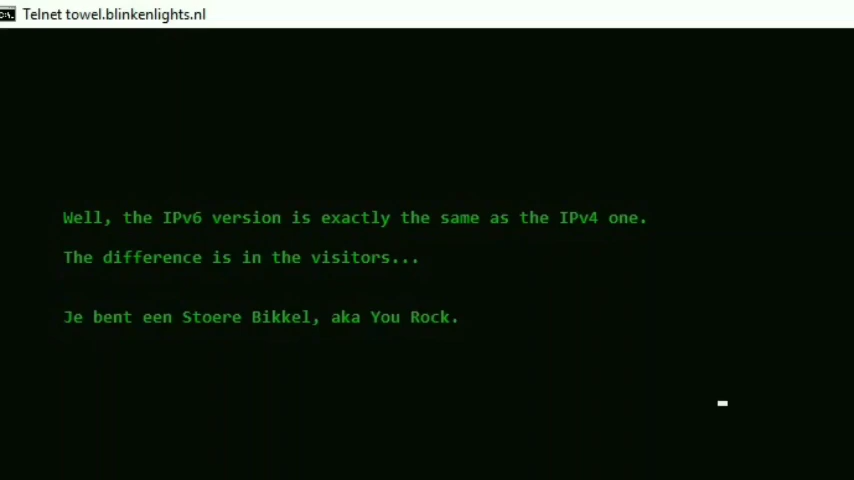 Telnet towel.blinkenlights.nl
Well, the IPv6 version is exactly the same as the IPv4 one.
The difference is in the visitors...
Je bent een Stoere Bikkel, aka You Rock.